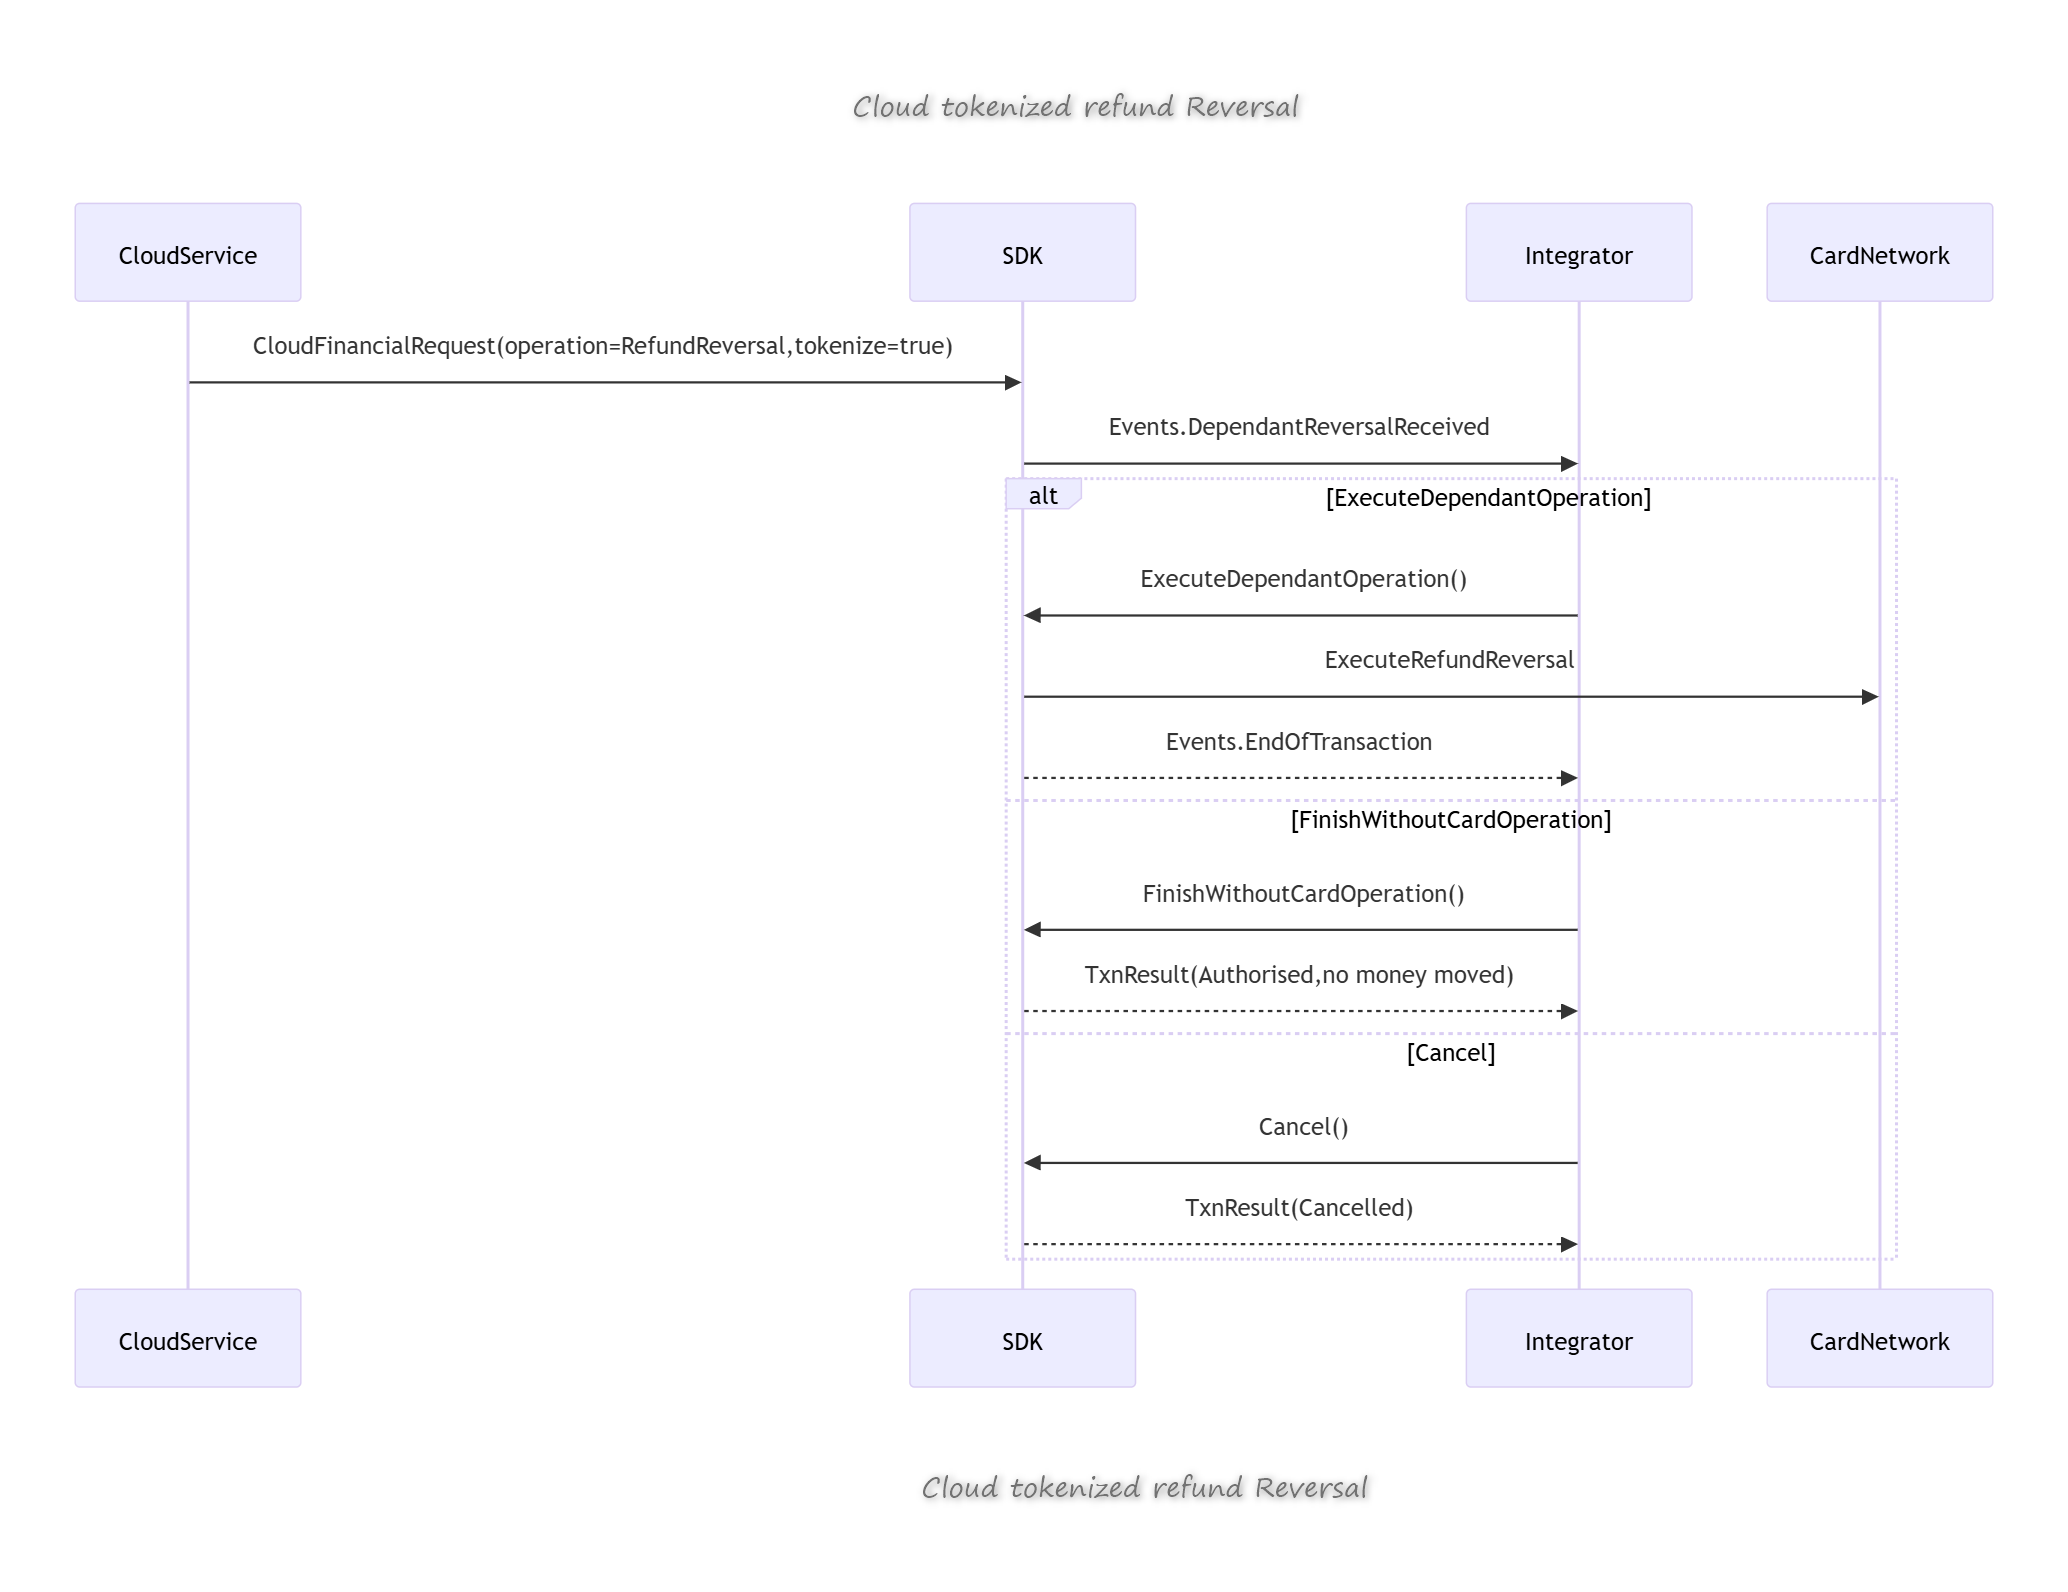 Cloud tokenized refund Reversal
CloudService
SDK
Integrator
CardNetwork
CloudFinancialRequest(operation=RefundReversal,tokenize=true)
Events.DependantReversalReceived
alt
[ExecuteDependantOperation]
ExecuteDependantOperation()
ExecuteRefundReversal
Events.EndOfTransaction
[FinishWithoutCardOperation]
FinishWithoutCardOperation()
TxnResult(Authorised,no money moved)
[Cancel]
Cancel()
TxnResult(Cancelled)
CloudService
SDK
Integrator
CardNetwork
Cloud tokenized refund Reversal